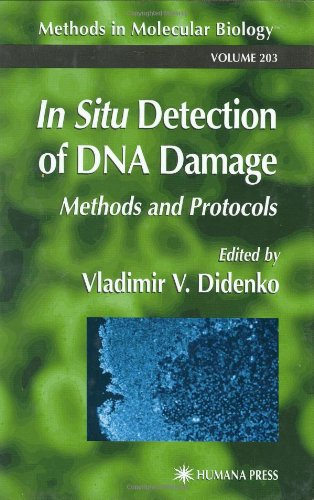 Methods in Molecular Biology
VOLUME 203
In Situ Detection
of DNA Damage
Methods and Protocols
Edited by
Vladimir V. Didenko
HUMANA PRESS